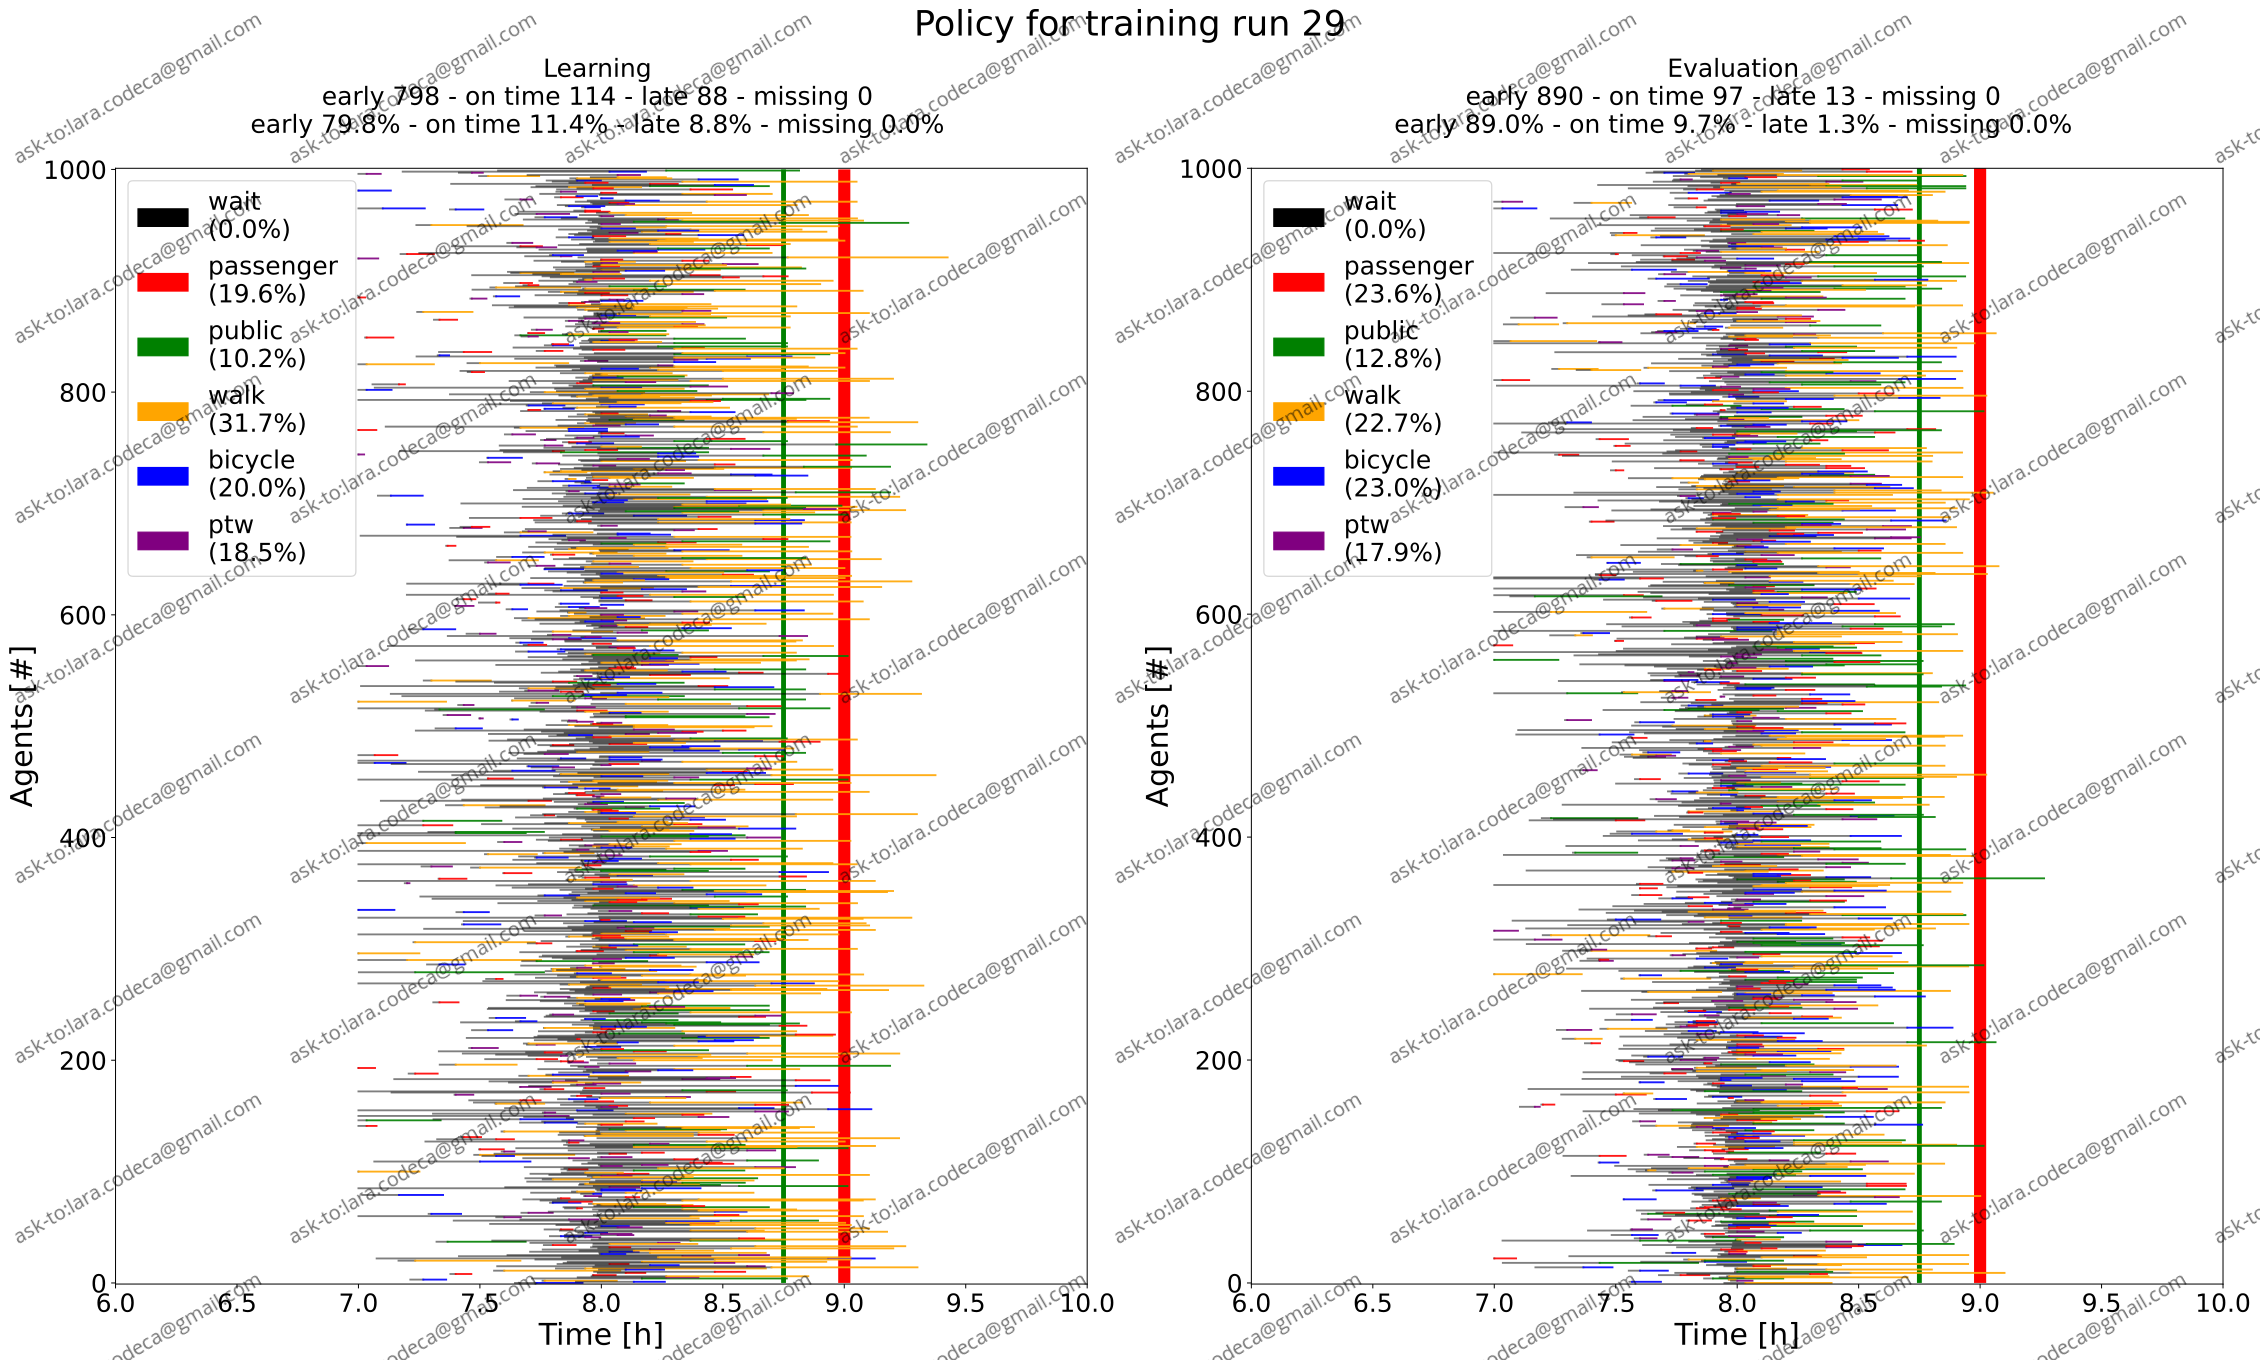 Policy for training run 29
Learning
early 798 - on time 114 - late 88 - missing 0
early 79.8% - on time 11.4% - late 8.8% - missing 0.0%
1000
800
600
400
200
0
Agents [#]
wait
(0.0%)
passenger
(19.6%)
public
(10.2%)
walk
(31.7%)
bicycle
(20.0%)
ptw
(18.5%)
6.0 6.5 7.0 7.5 8.0 8.5 9.0 9.5 10.0
Time [h]
Evaluation
early 890 - on time 97 - late 13 - missing 0
early 89.0% - on time 9.7% - late 1.3% - missing 0.0%
1000
800
600
400
200
0
Agents [#]
wait
(0.0%)
passenger
(23.6%)
public
(12.8%)
walk
(22.7%)
bicycle
(23.0%)
ptw
(17.9%)
6.0 6.5 7.0 7.5 8.0 8.5 9.0 9.5 10.0
Time [h]
ask-to:lara.codeca@gmail.com